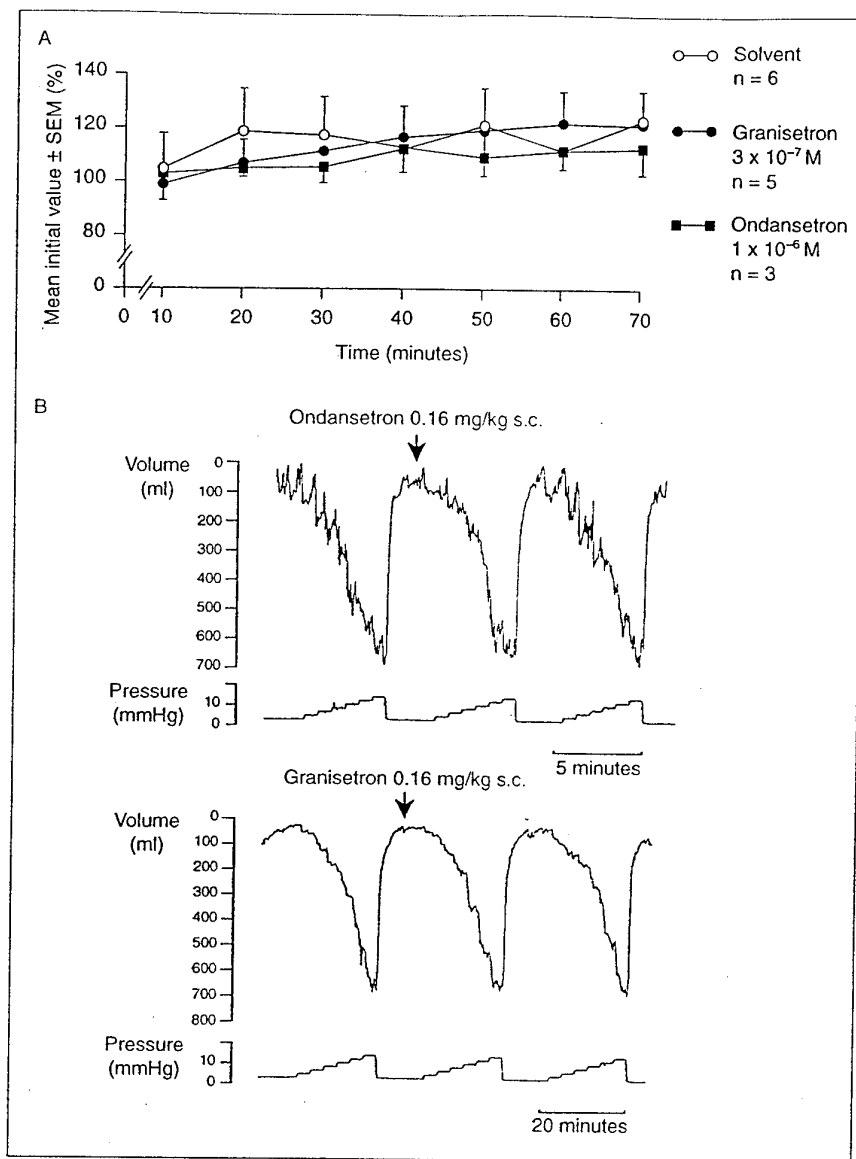 A
Mean initial value ± SEM (%)
140
120
100
80
0
0
10
20
30
40
50
60
70
Time (minutes)
Solvent
n = 6
Granisetron
3 x 10⁻⁷ M
n = 5
Ondansetron
1 x 10⁻⁶ M
n = 3
B
Ondansetron 0.16 mg/kg s.c.
Volume
(ml)
0
100
200
300
400
500
600
700
Pressure
(mmHg)
10
0
5 minutes
Granisetron 0.16 mg/kg s.c.
Volume
(ml)
0
100
200
300
400
500
600
700
800
Pressure
(mmHg)
10
0
20 minutes